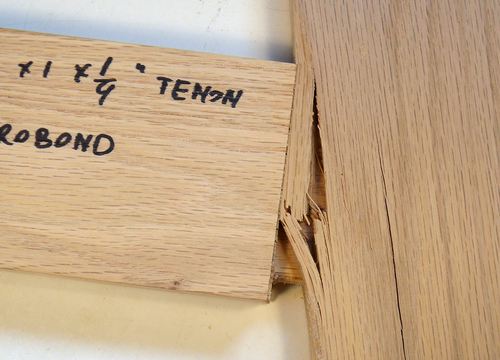 x 1 x 1/4 " TENON
ROBOND